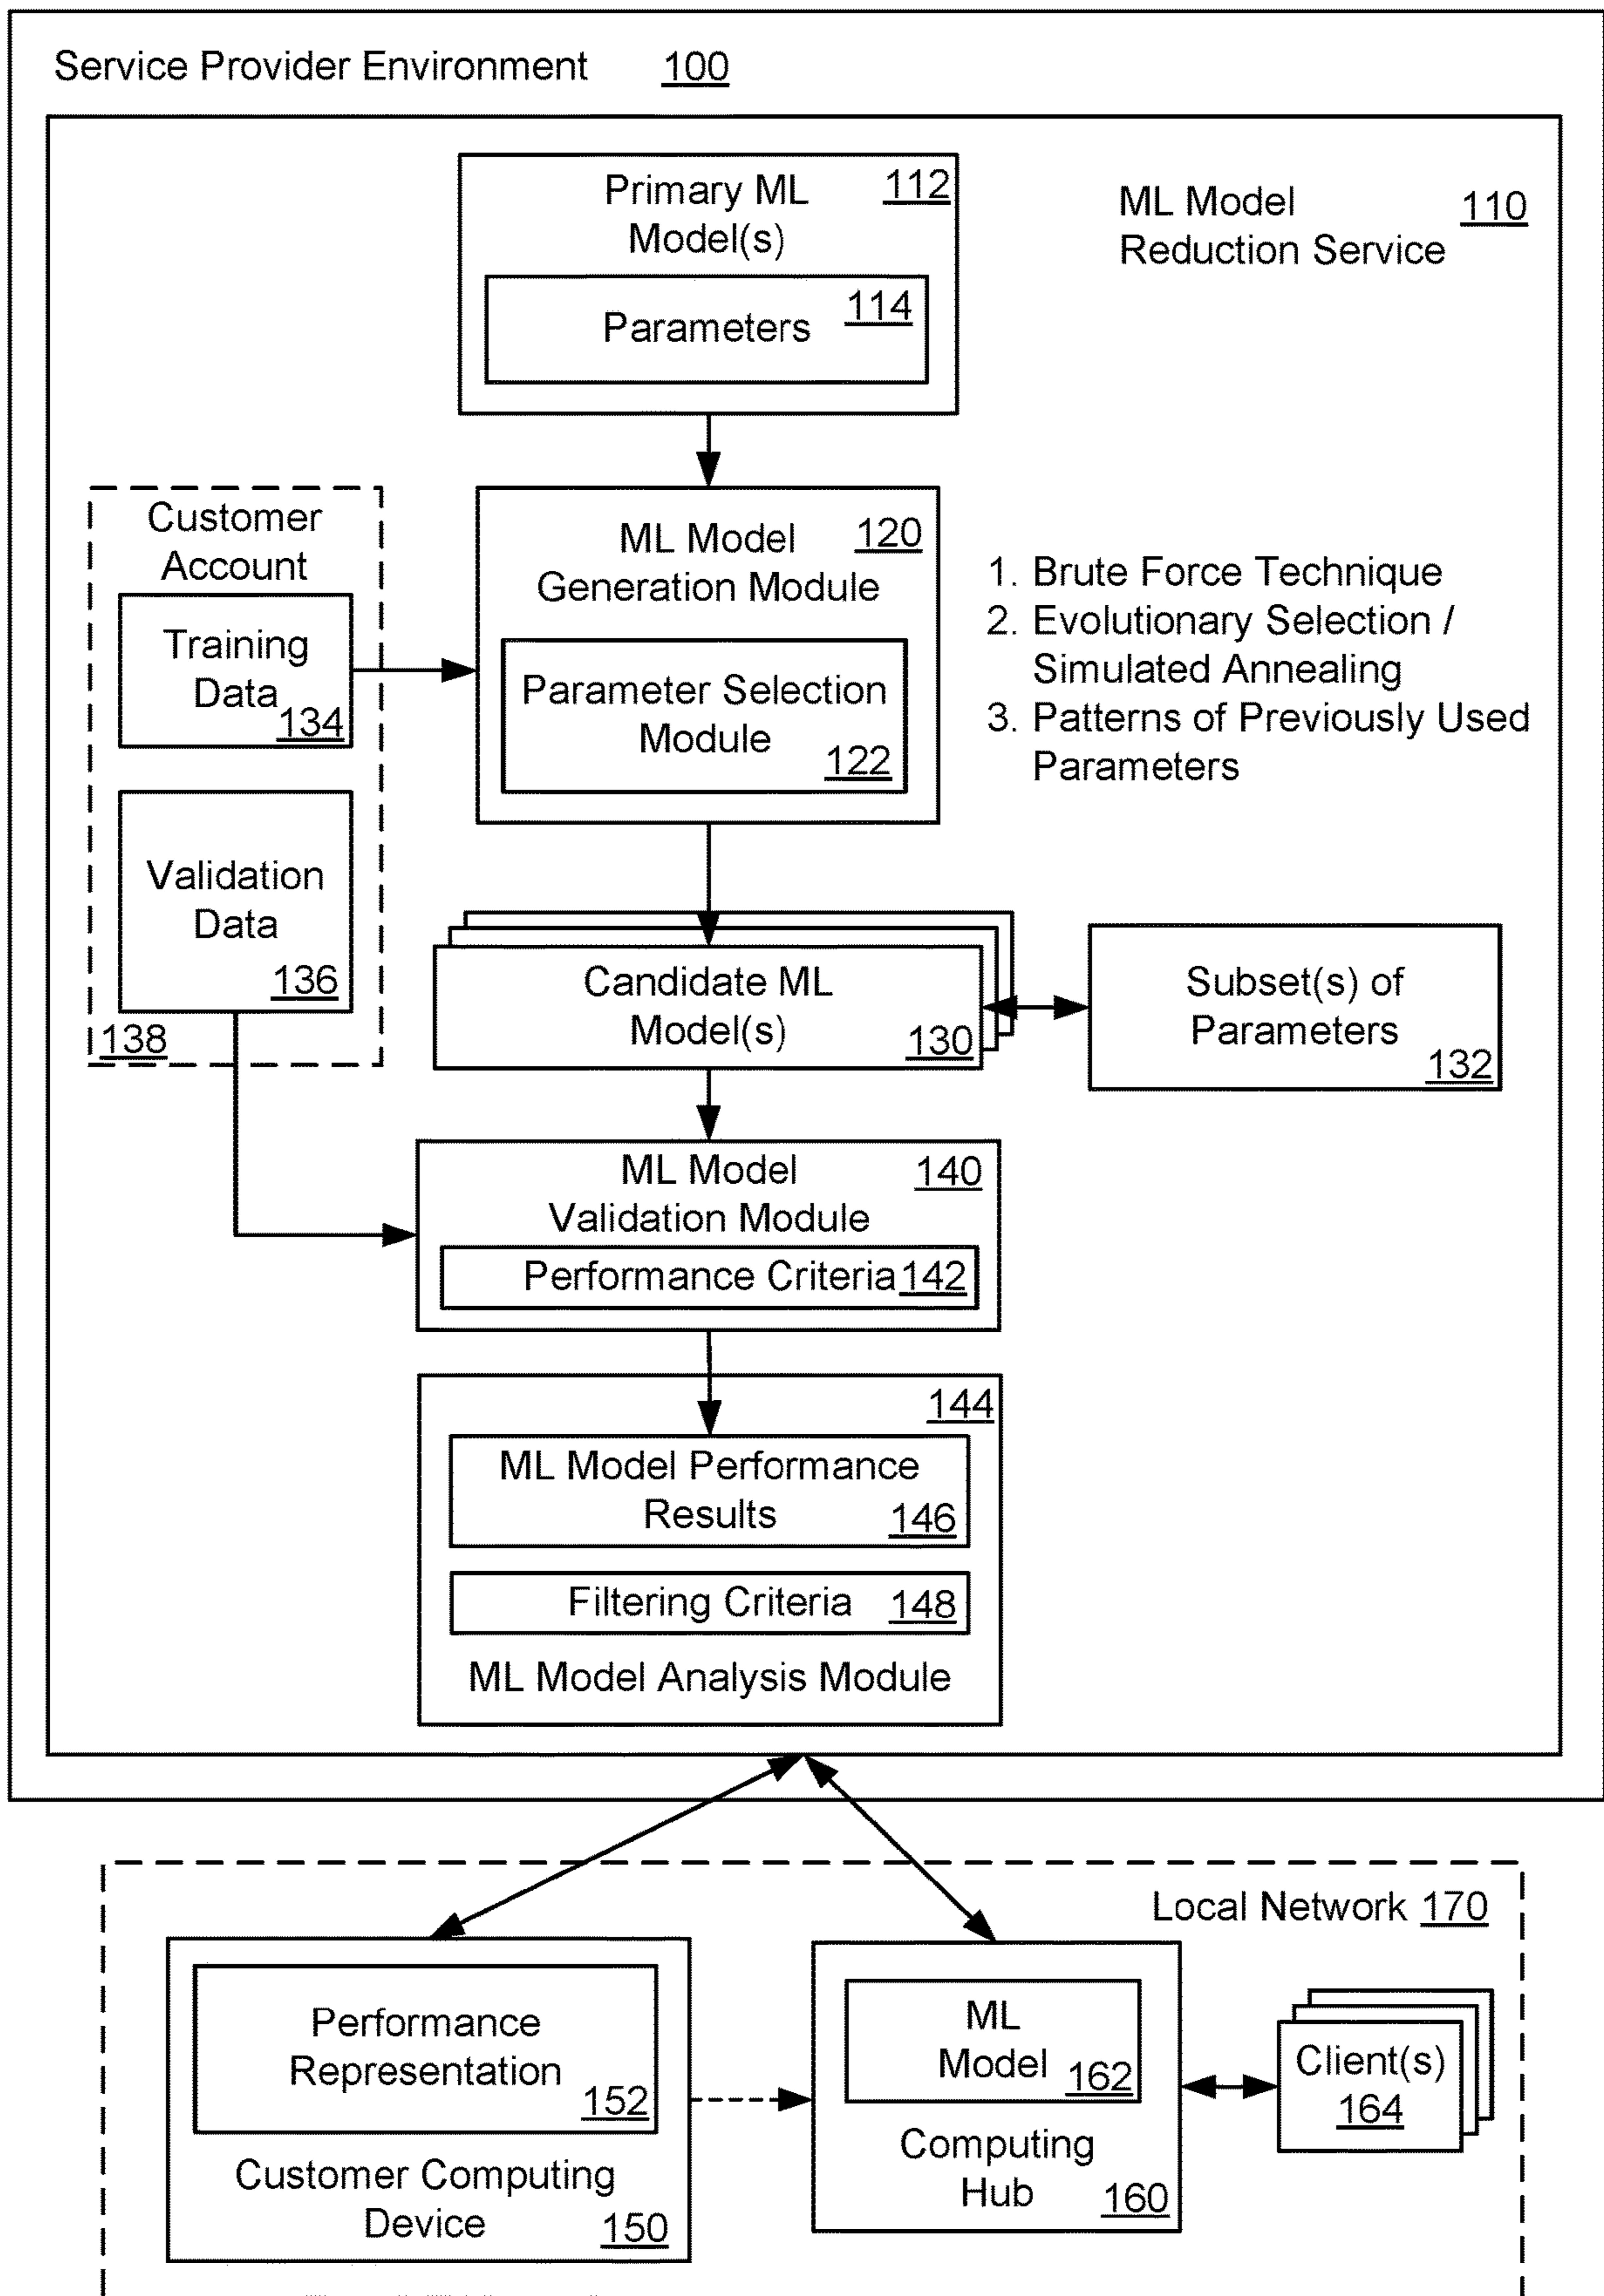 Service Provider Environment 100
Primary ML 112
Model(s)
Parameters 114
ML Model
Reduction Service 110
Customer
Account
Training
Data 134
Validation
Data
136
138
ML Model 120
Generation Module
Parameter Selection
Module
122
1. Brute Force Technique
2. Evolutionary Selection /
Simulated Annealing
3. Patterns of Previously Used
Parameters
Candidate ML
Model(s) 130
Subset(s) of
Parameters
132
ML Model 140
Validation Module
Performance Criteria 142
144
ML Model Performance
Results 146
Filtering Criteria 148
ML Model Analysis Module
Local Network 170
Performance
Representation
152
Customer Computing
Device 150
ML
Model 162
Computing
Hub 160
Client(s)
164